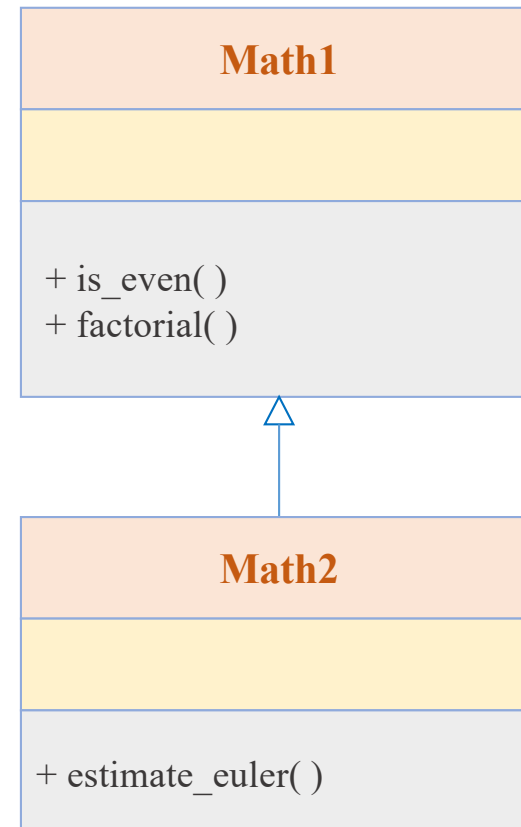 Math1
+ is_even( )
+ factorial( )
Math2
+ estimate_euler( )